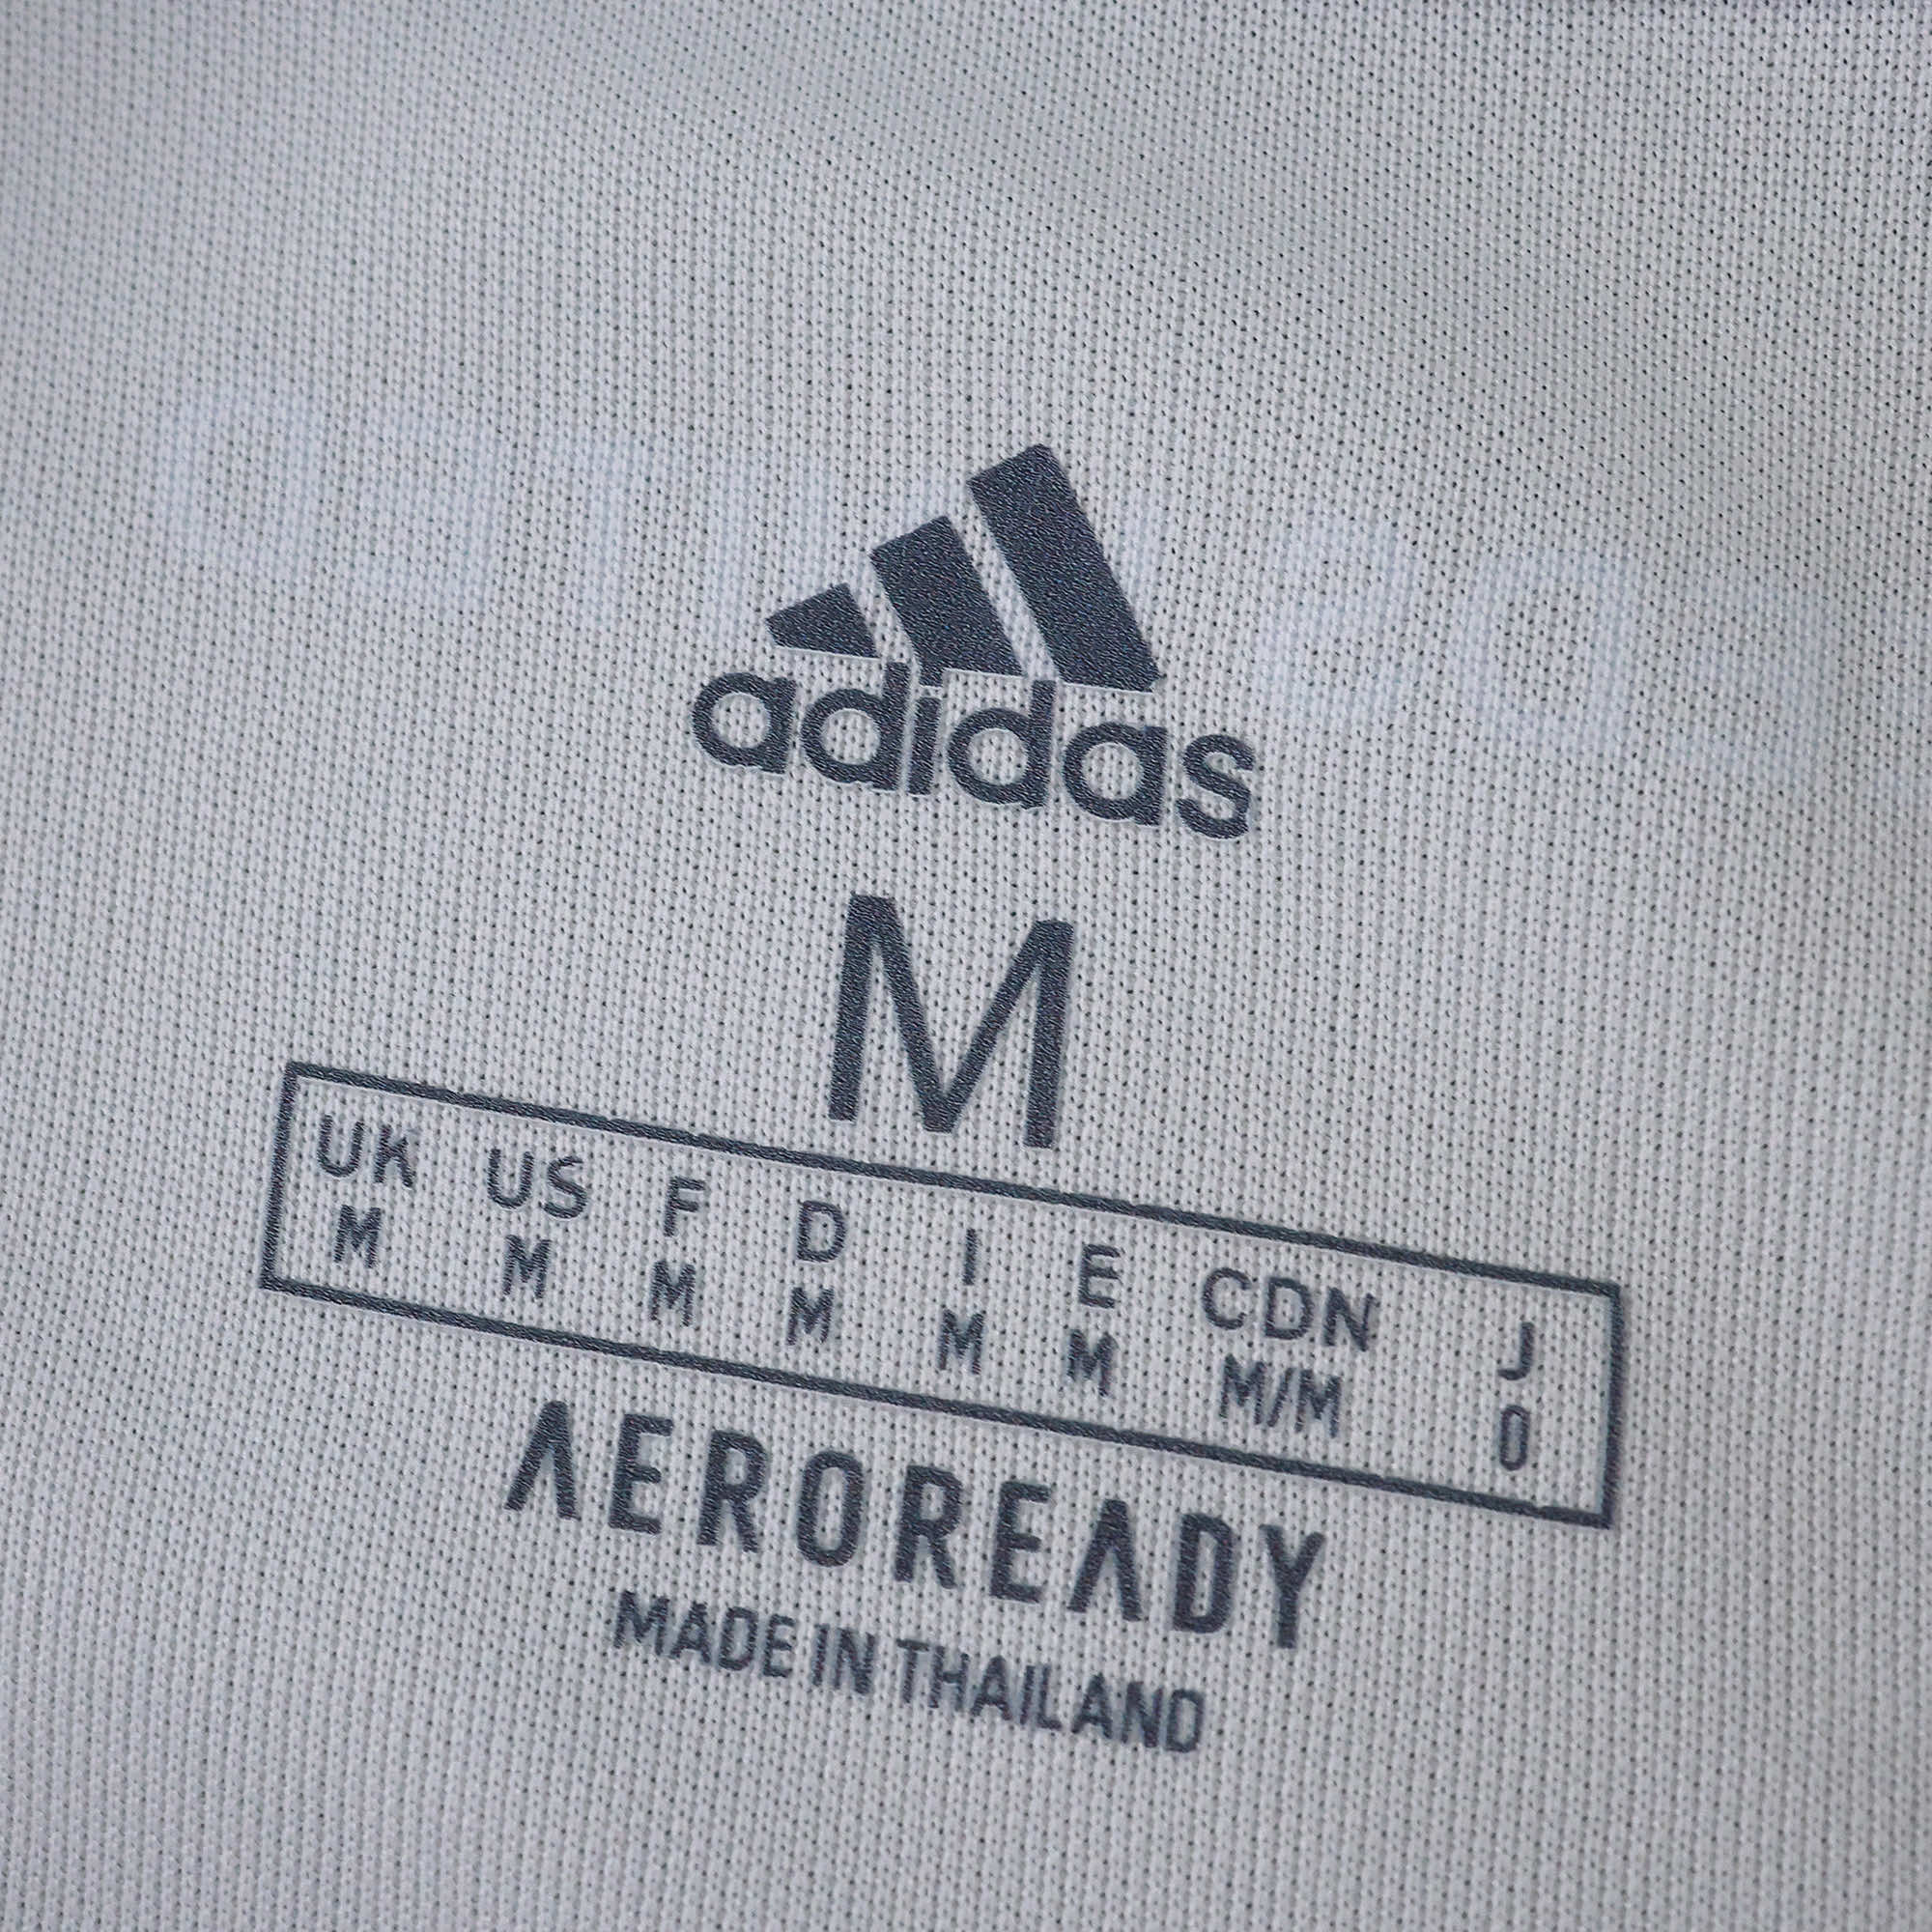 adidas
M
UK US F D I E CDN J
M M M M M M M/M O
AEROREADY
MADE IN THAILAND